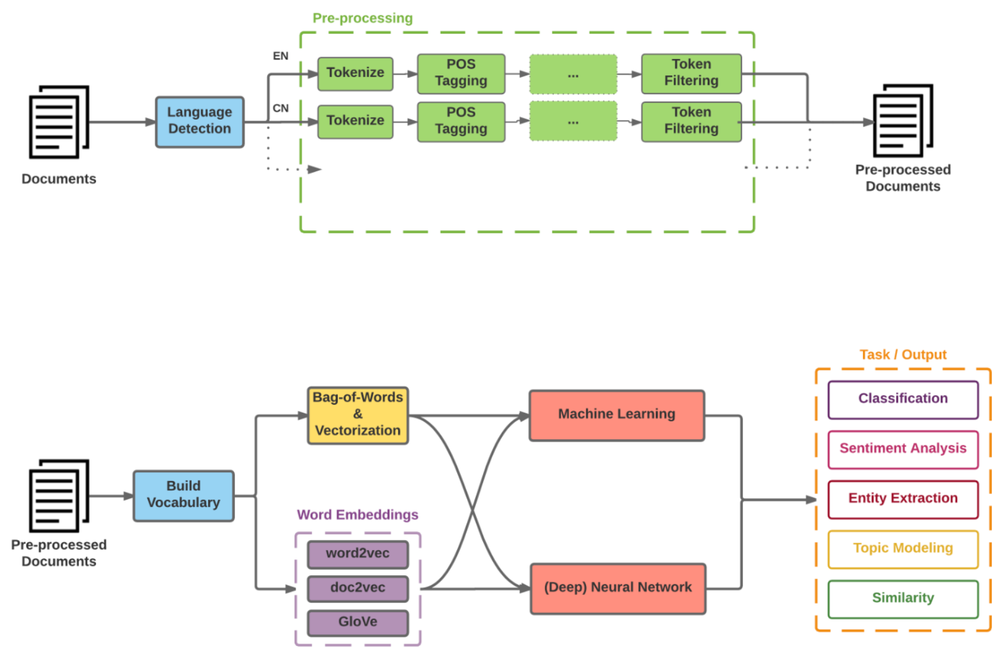 Pre-processing
EN
Tokenize
POS
Tagging
...
Token
Filtering
Language
Detection
CN
Tokenize
POS
Tagging
...
Token
Filtering
Documents
Pre-processed
Documents
Task / Output
Bag-of-Words
&
Vectorization
Machine Learning
Classification
Sentiment Analysis
Build
Vocabulary
Entity Extraction
Word Embeddings
Pre-processed
Documents
word2vec
doc2vec
GloVe
(Deep) Neural Network
Topic Modeling
Similarity